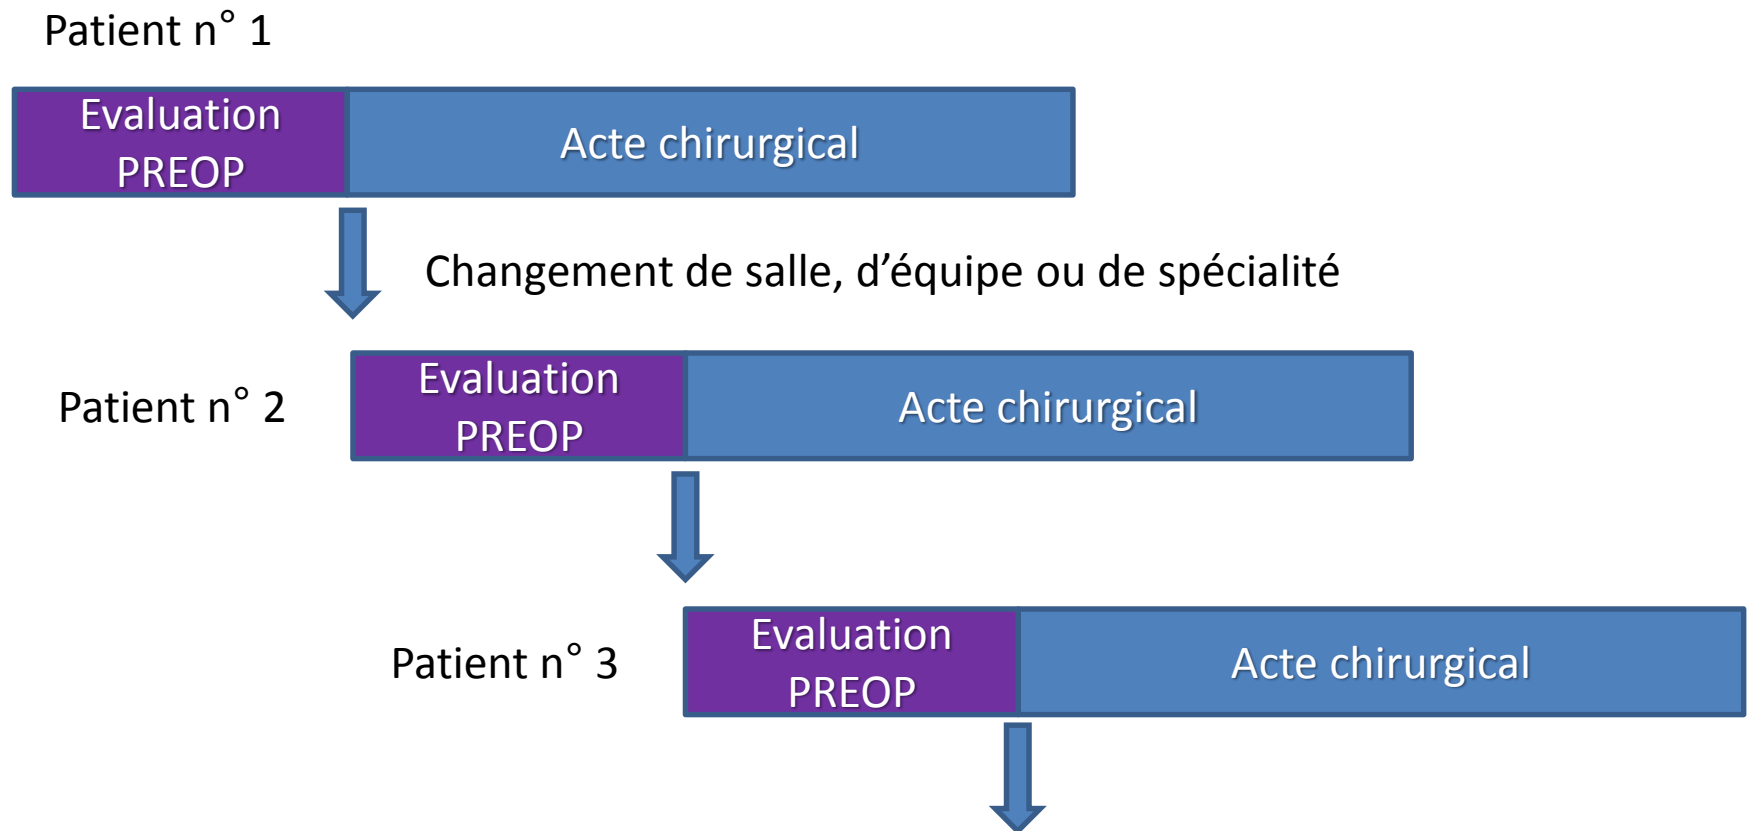 Patient n° 1
Evaluation
PREOP
Acte chirurgical
Changement de salle, d’équipe ou de spécialité
Patient n° 2
Evaluation
PREOP
Acte chirurgical
Patient n° 3
Evaluation
PREOP
Acte chirurgical